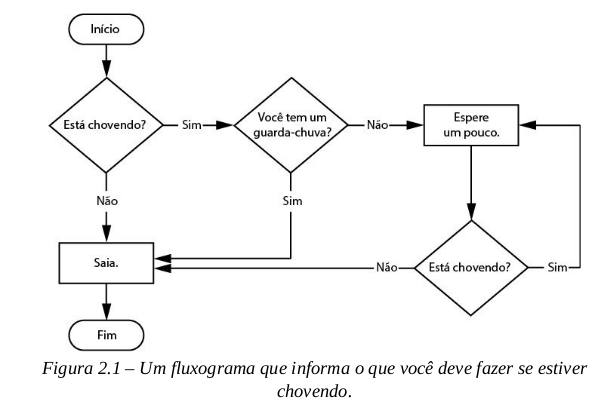 Início
Está chovendo?
Sim
Você tem um
guarda-chuva?
Não
Espere
um pouco.
Não
Sim
Saia.
Não
Está chovendo?
Sim
Fim
Figura 2.1 – Um fluxograma que informa o que você deve fazer se estiver
chovendo.